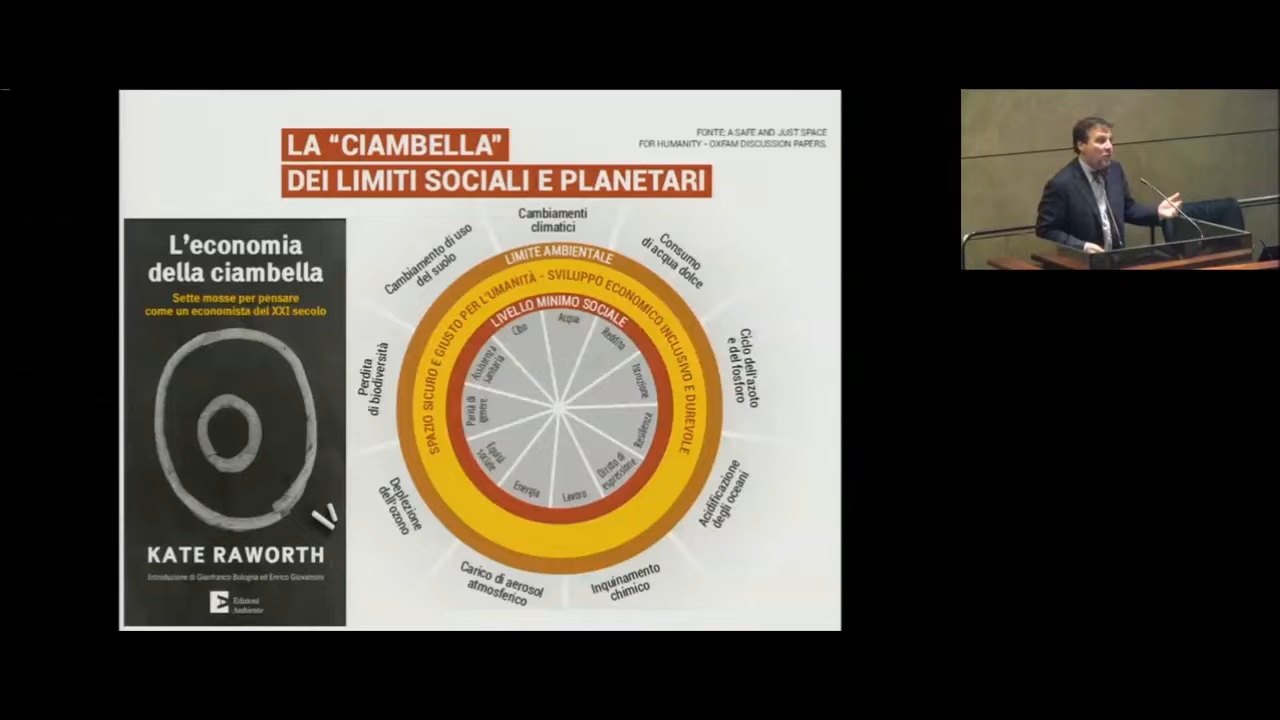 LA “CIAMBELLA”
DEI LIMITI SOCIALI E PLANETARI
FONTE: A SAFE AND JUST SPACE
FOR HUMANITY - OXFAM DISCUSSION PAPERS.
L'economia
della ciambella
Sette mosse per pensare
come un economista del XXI secolo
KATE RAWORTH
Introduzione di Gianfranco Bologna ed Enrico Giovannini
Edizioni
Ambiente
Cambiamenti
climatici
Consumo
di acqua dolce
Ciclo dell'azoto
e del fosforo
Acidificazione
degli oceani
Inquinamento
chimico
Carico di aerosol
atmosferico
Deplezione
dell'ozono
Perdita
di biodiversità
Cambiamento di uso
del suolo
LIMITE AMBIENTALE
SPAZIO SICURO E GIUSTO PER L'UMANITÀ - SVILUPPO ECONOMICO INCLUSIVO E DUREVOLE
LIVELLO MINIMO SOCIALE
Acqua
Reddito
Istruzione
Resilienza
Diritto di
espressione
Lavoro
Energia
Equità
sociale
Parità di
genere
Assistenza
sanitaria
Cibo